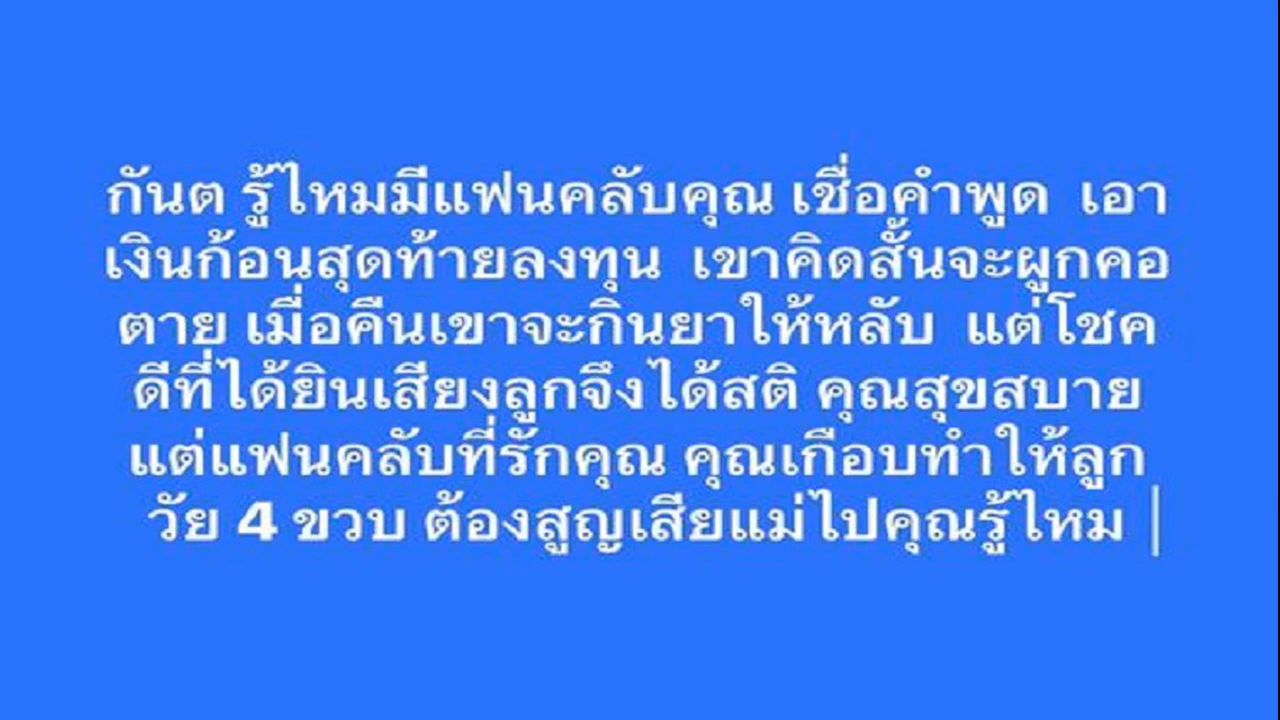 กันต รู้ไหมมีแฟนคลับคุณ เชื่อคำพูด เอา
เงินก้อนสุดท้ายลงทุน เขาคิดสั้นจะผูกคอ
ตาย เมื่อคืนเขาจะกินยาให้หลับ แต่โชค
ดีที่ได้ยินเสียงลูกจึงได้สติ คุณสุขสบาย
แต่แฟนคลับที่รักคุณ คุณเกือบทำให้ลูก
วัย 4 ขวบ ต้องสูญเสียแม่ไปคุณรู้ไหม